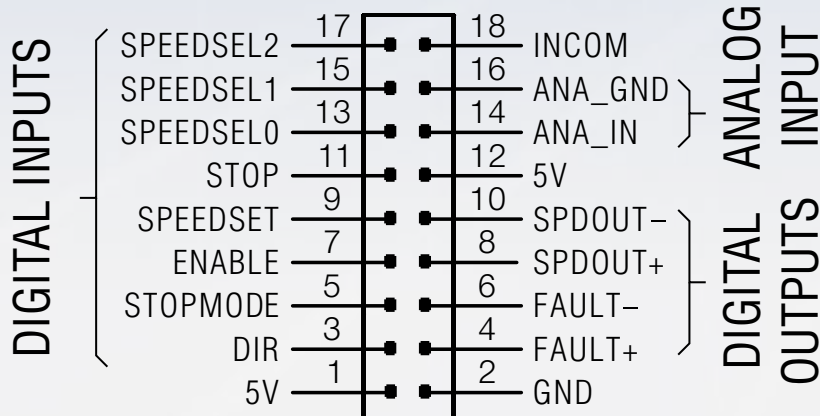 DIGITAL INPUTS
SPEEDSEL2 17 18 INCOM
SPEEDSEL1 15 16 ANA_GND
SPEEDSEL0 13 14 ANA_IN
STOP 11 12 5V
SPEEDSET 9 10 SPDOUT–
ENABLE 7 8 SPDOUT+
STOPMODE 5 6 FAULT–
DIR 3 4 FAULT+
5V 1 2 GND
ANALOG
INPUT
DIGITAL
OUTPUTS